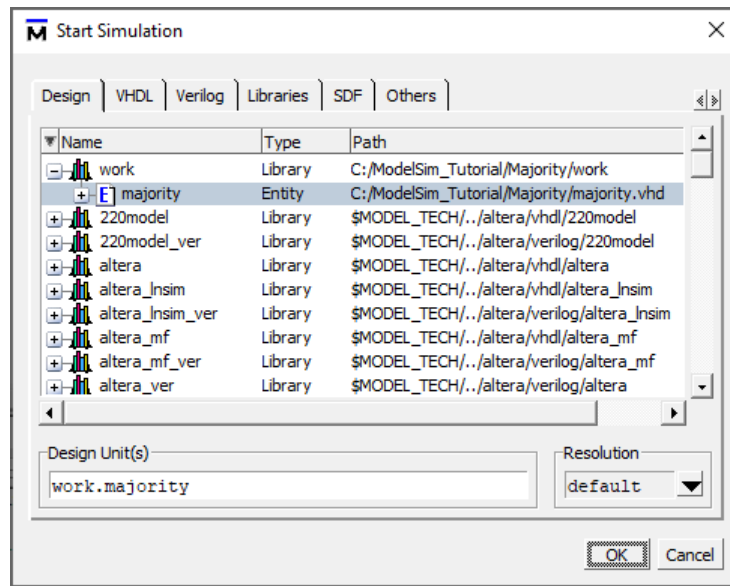 Start Simulation
Design VHDL Verilog Libraries SDF Others
Name Type Path
work Library C:/ModelSim_Tutorial/Majority/work
E majority Entity C:/ModelSim_Tutorial/Majority/majority.vhd
220model Library $MODEL_TECH/../altera/vhdl/220model
220model_ver Library $MODEL_TECH/../altera/verilog/220model
altera Library $MODEL_TECH/../altera/vhdl/altera
altera_lnsim Library $MODEL_TECH/../altera/vhdl/altera_lnsim
altera_lnsim_ver Library $MODEL_TECH/../altera/verilog/altera_lnsim
altera_mf Library $MODEL_TECH/../altera/vhdl/altera_mf
altera_mf_ver Library $MODEL_TECH/../altera/verilog/altera_mf
altera_ver Library $MODEL_TECH/../altera/verilog/altera
Design Unit(s) Resolution
work.majority default
OK Cancel